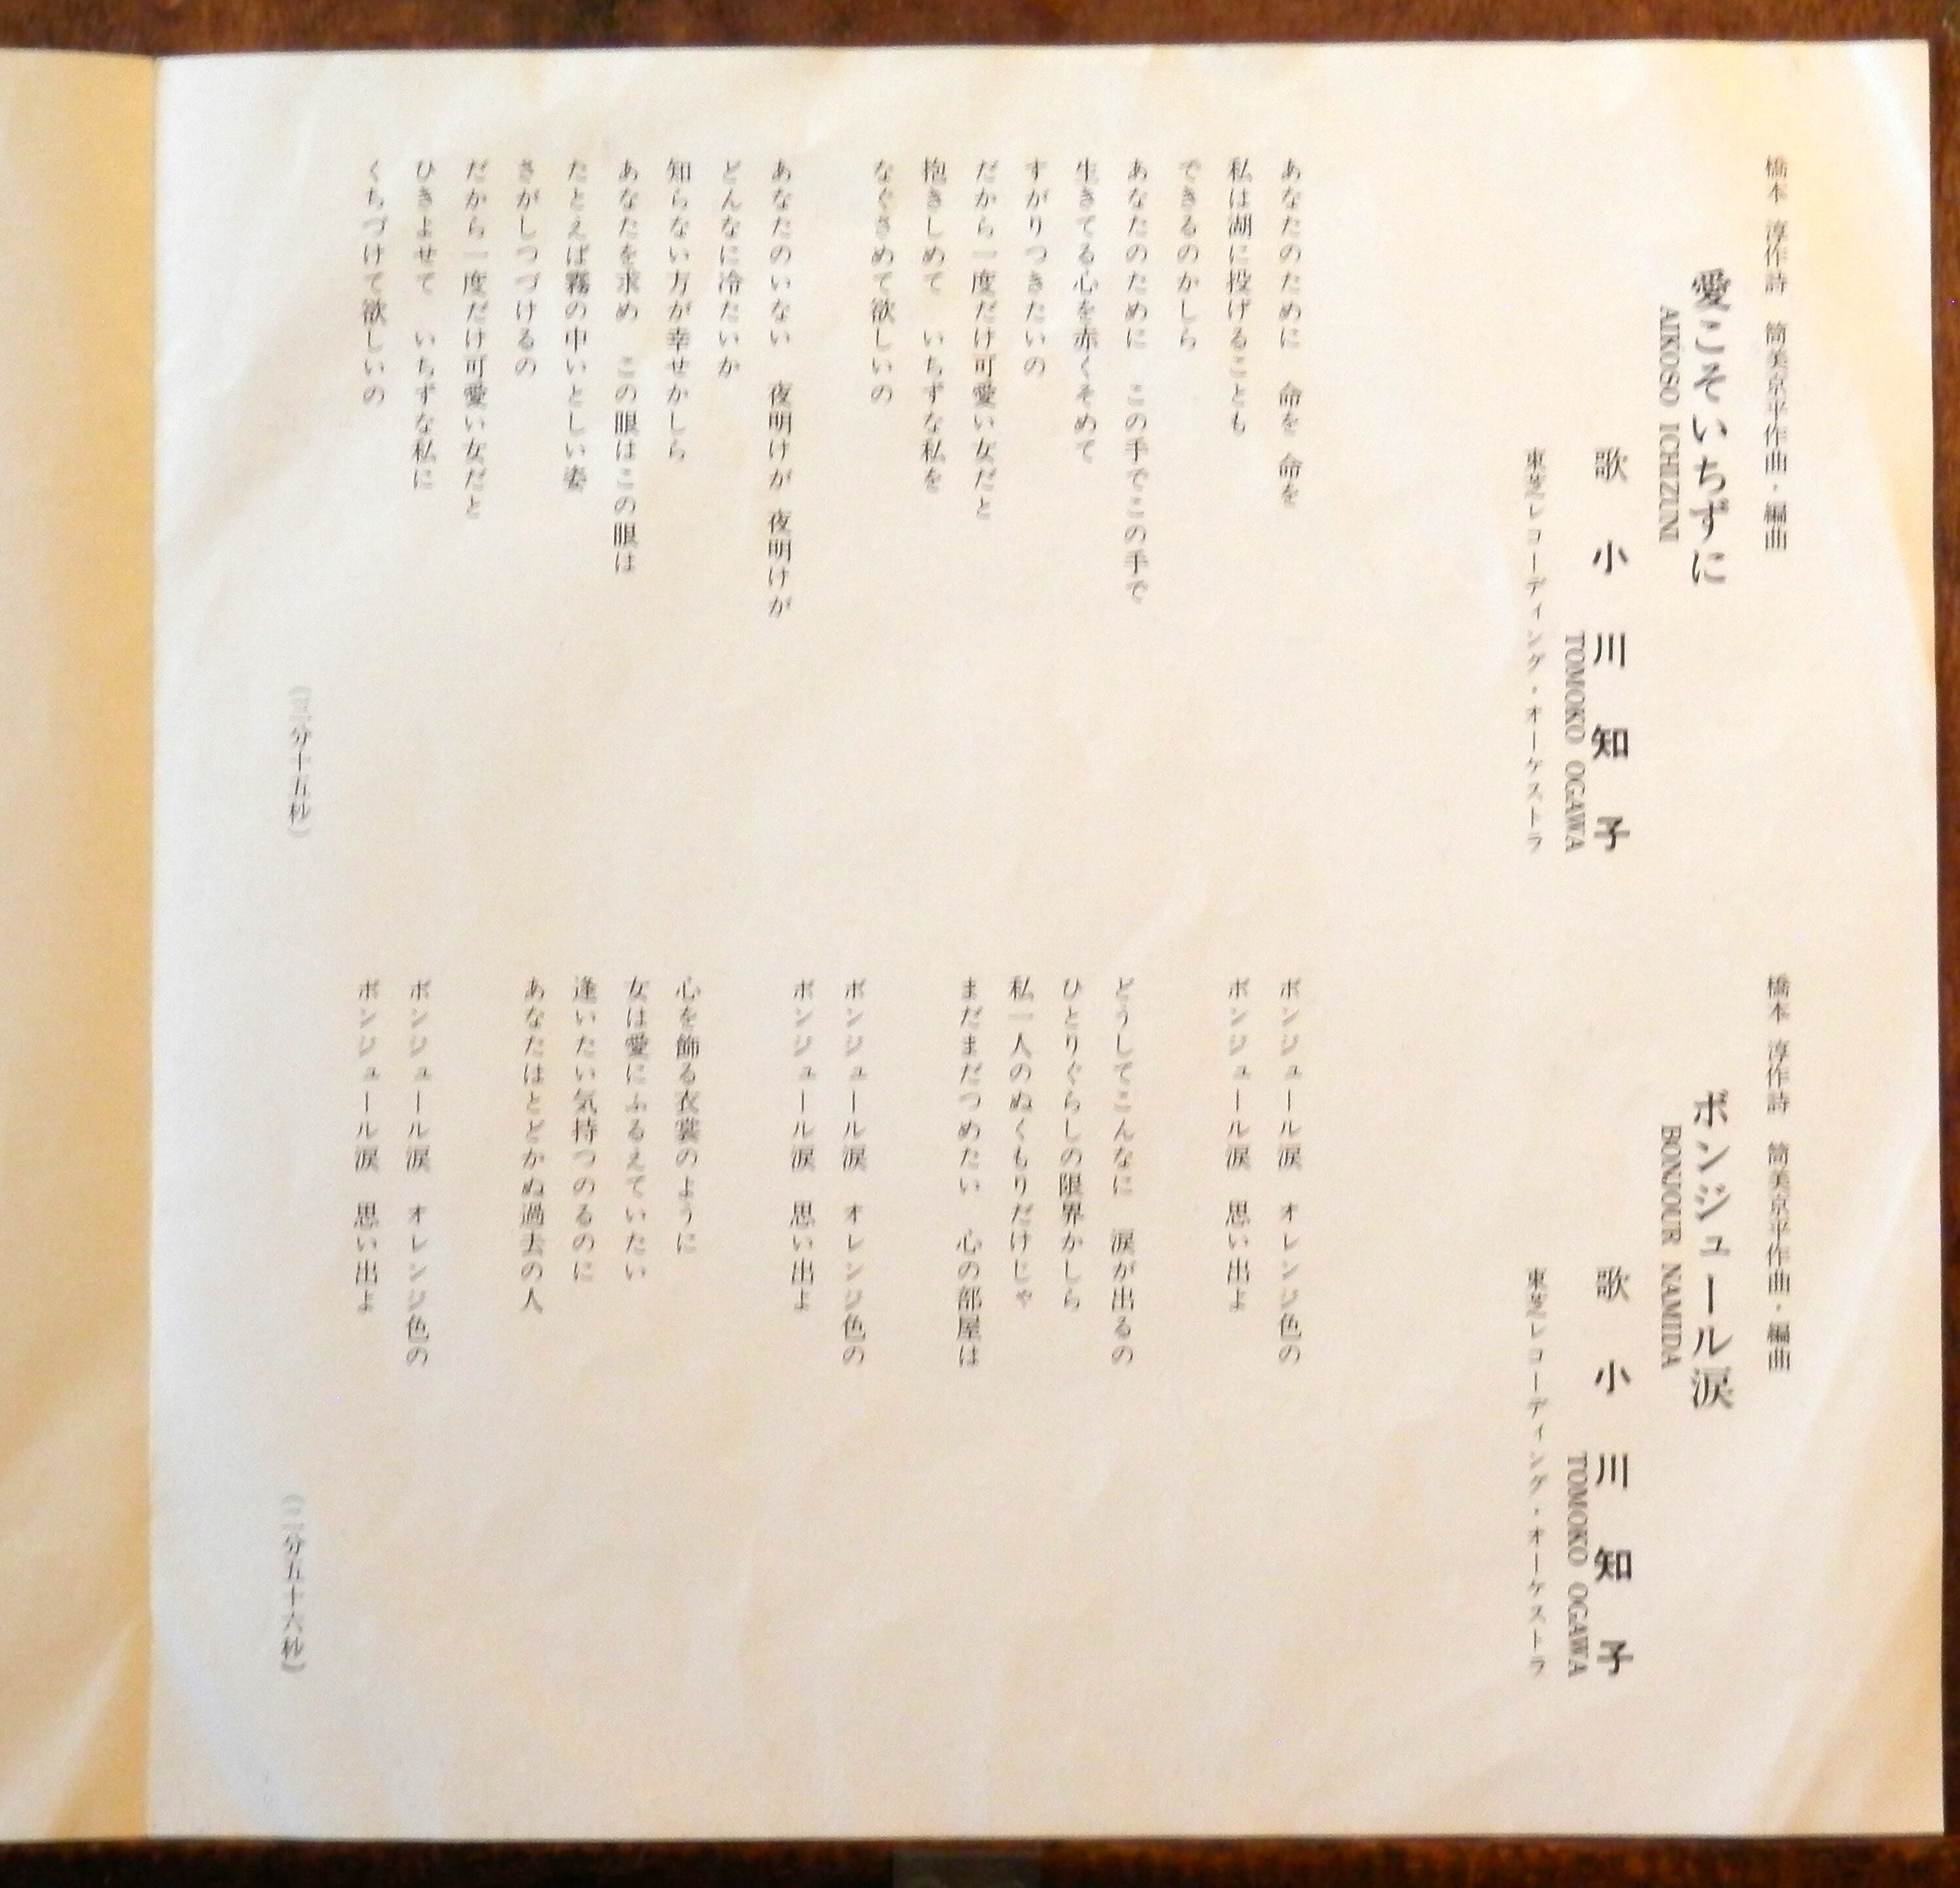 橋本 淳作詩 筒美京平作曲・編曲
愛こそいちずに
AIKOSO ICHIZUNI
歌 小川知子
TOMOKO OGAWA
東芝レコーディング・オーケストラ
あなたのために 命を 命を
私は湖に投げることも
できるのかしら
あなたのために この手でこの手で
生きてる心を赤くそめて
すがりつきたいの
だから一度だけ可愛い女だと
抱きしめて いちずな私を
なぐさめて欲しいの
あなたのいない 夜明けが 夜明けが
どんなに冷たいか
知らない方が幸せかしら
あなたを求め この眼はこの眼は
たとえば霧の中いとしい姿
さがしつづけるの
だから一度だけ可愛い女だと
ひきよせて いちずな私に
くちづけて欲しいの
分十五秒)
橋本 淳作詩 筒美京平作曲・編曲
ボンジュール涙
BONJOUR NAMIDA
歌 小川知子
TOMOKO OGAWA
東芝レコーディング・オーケストラ
ボンジュール涙 オレンジ色の
ボンジュール涙 思い出よ
どうしてこんなに 涙が出るの
ひとりぐらしの限界かしら
私一人のぬくもりだけじゃ
まだまだつめたい 心の部屋は
ボンジュール涙 オレンジ色の
ボンジュール涙 思い出よ
心を飾る衣裳のように
女は愛にふるえていたい
逢いたい気持つのるのに
あなたはとどかぬ過去の人
ボンジュール涙 オレンジ色の
ボンジュール涙 思い出よ
(二分五十六秒)